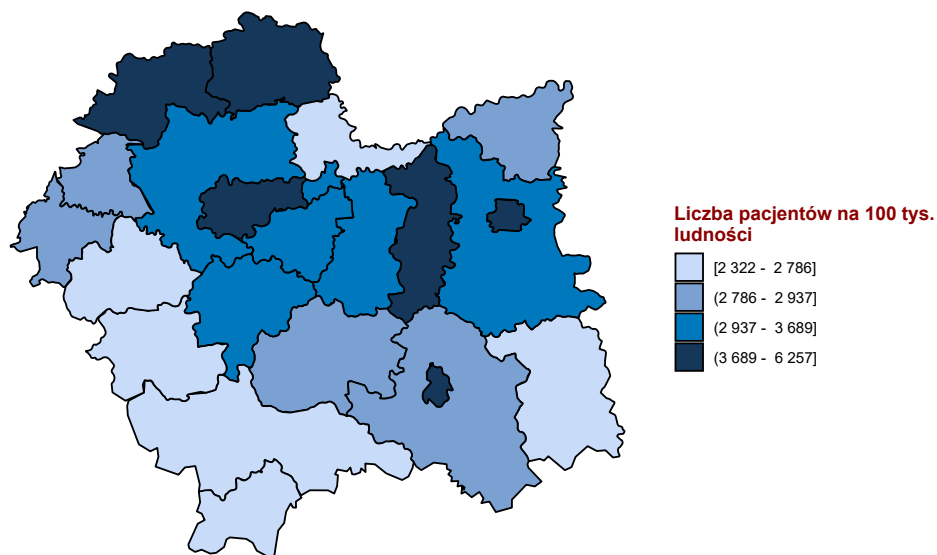 Liczba pacjentów na 100 tys.
ludności
[2 322 - 2 786]
(2 786 - 2 937]
(2 937 - 3 689]
(3 689 - 6 257]